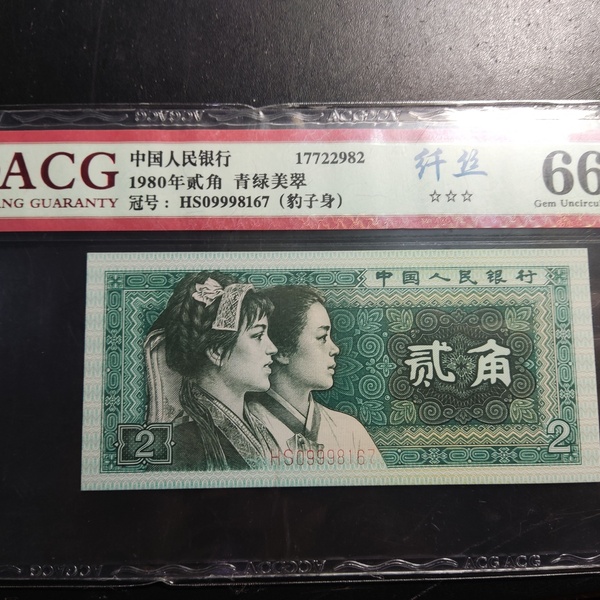 ACG
中国人民银行 17722982
1980年贰角 青绿美翠
冠号： HS09998167（豹子身）
纤丝
☆☆☆
66
Gem Uncircul
ANG GUARANTY
中国人民银行
贰角
2
2
HS09998167
ACGACG